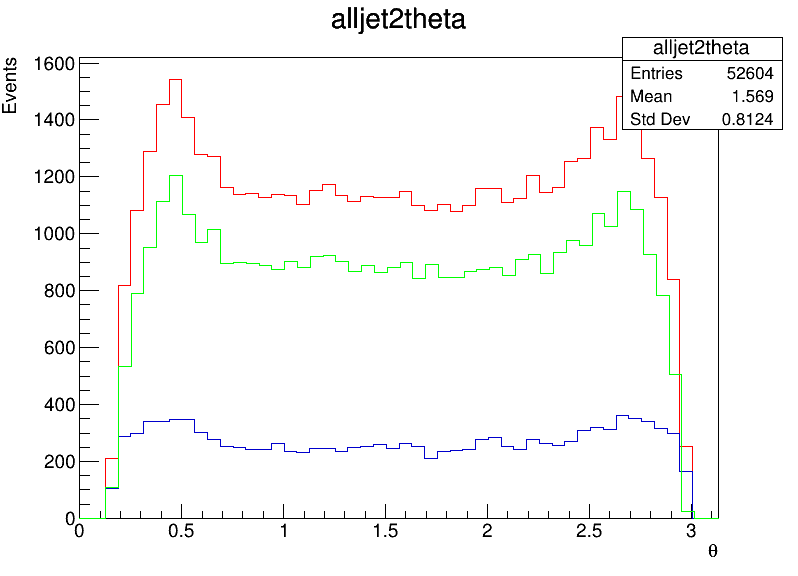 alljet2theta
alljet2theta
Entries 52604
Mean 1.569
Std Dev 0.8124
Events
1600
1400
1200
1000
800
600
400
200
0
0 0.5 1 1.5 2 2.5 3
θ